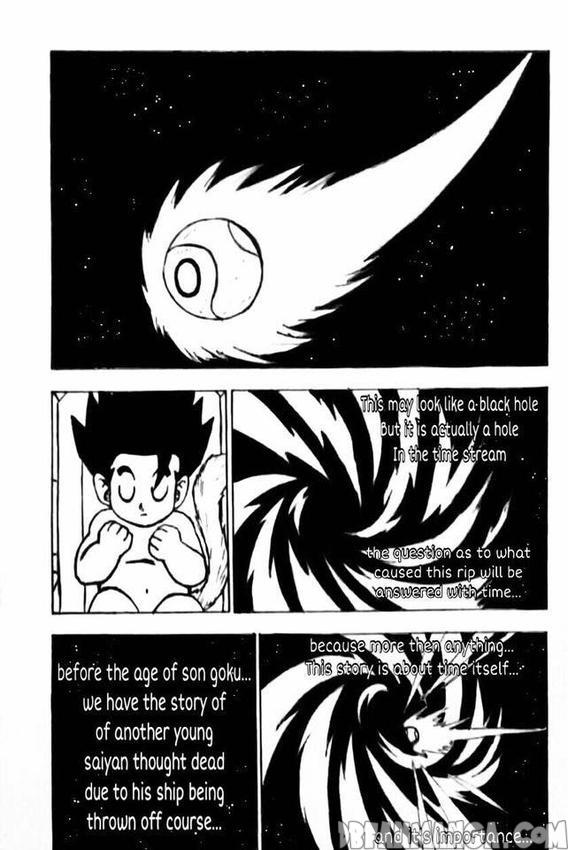 This may look like a black hole
But it is actually a hole
In the time stream
the question as to what
caused this rip will be
answered with time...
before the age of son goku...
we have the story of
of another young
saiyan thought dead
due to his ship being
thrown off course...
because more then anything...
This story is about time itself...
and it's importance...
DBFANMANGA.COM